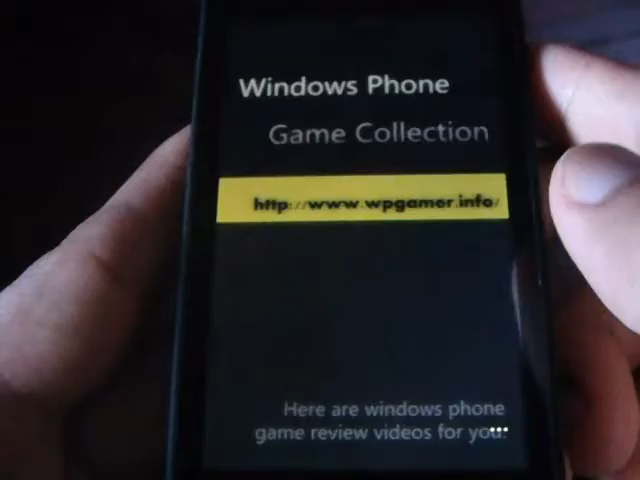 Windows Phone
Game Collection
http://www.wpgamer.info/
Here are windows phone
game review videos for you!